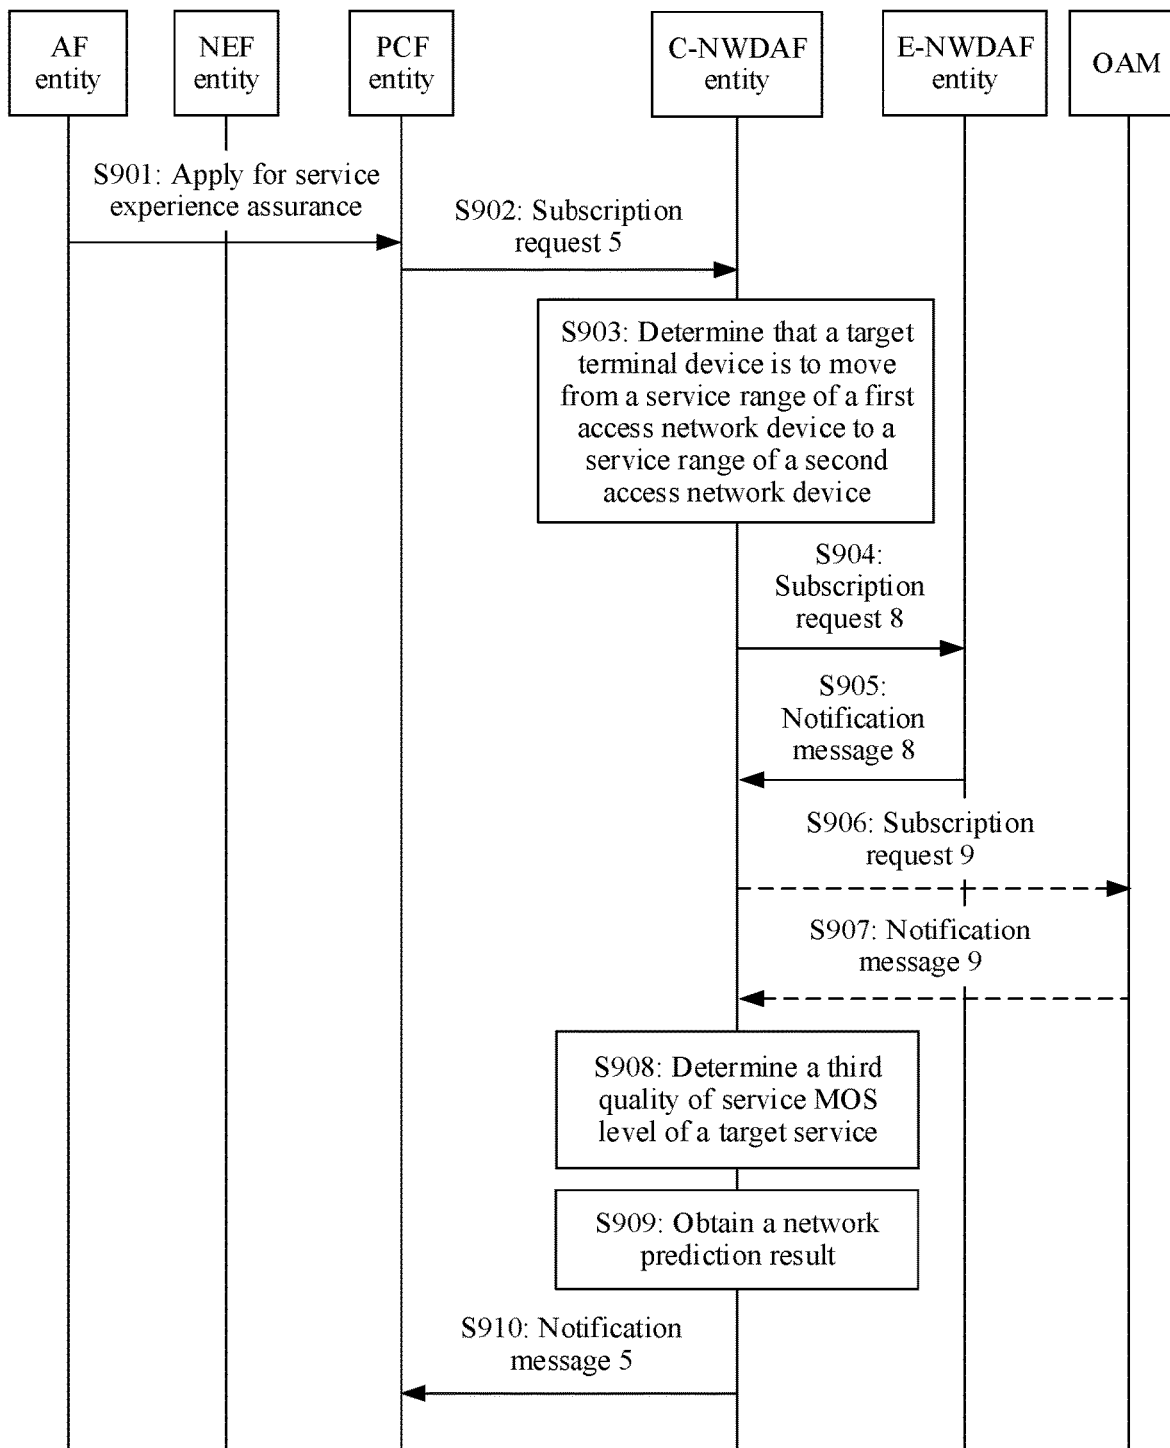 AF
entity
NEF
entity
PCF
entity
C-NWDAF
entity
E-NWDAF
entity
OAM
S901: Apply for service
experience assurance
S902: Subscription
request 5
S903: Determine that a target
terminal device is to move
from a service range of a first
access network device to a
service range of a second
access network device
S904:
Subscription
request 8
S905:
Notification
message 8
S906: Subscription
request 9
S907: Notification
message 9
S908: Determine a third
quality of service MOS
level of a target service
S909: Obtain a network
prediction result
S910: Notification
message 5